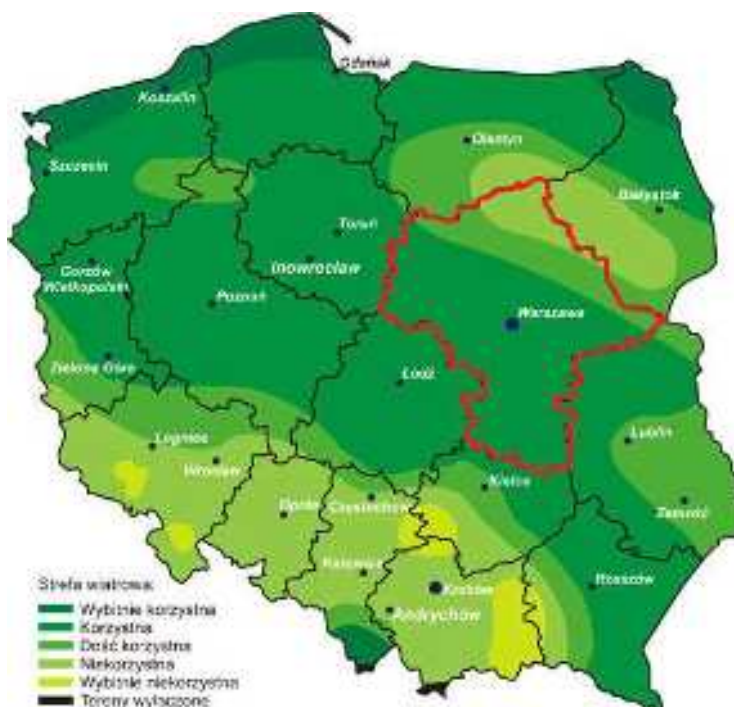 Gdańsk
Koszalin
Olsztyn
Szczecin
Białystok
Toruń
Inowrocław
Gorzów
Wielkopolski
Poznań
Warszawa
Zielona Góra
Łódź
Legnica
Lublin
Wrocław
Kielce
Opole
Częstochowa
Zamość
Katowice
Rzeszów
Kraków
Andrychów
Strefa wiatrowa:
Wybitnie korzystna
Korzystna
Dość korzystna
Niekorzystna
Wybitnie niekorzystna
Tereny wyłączone